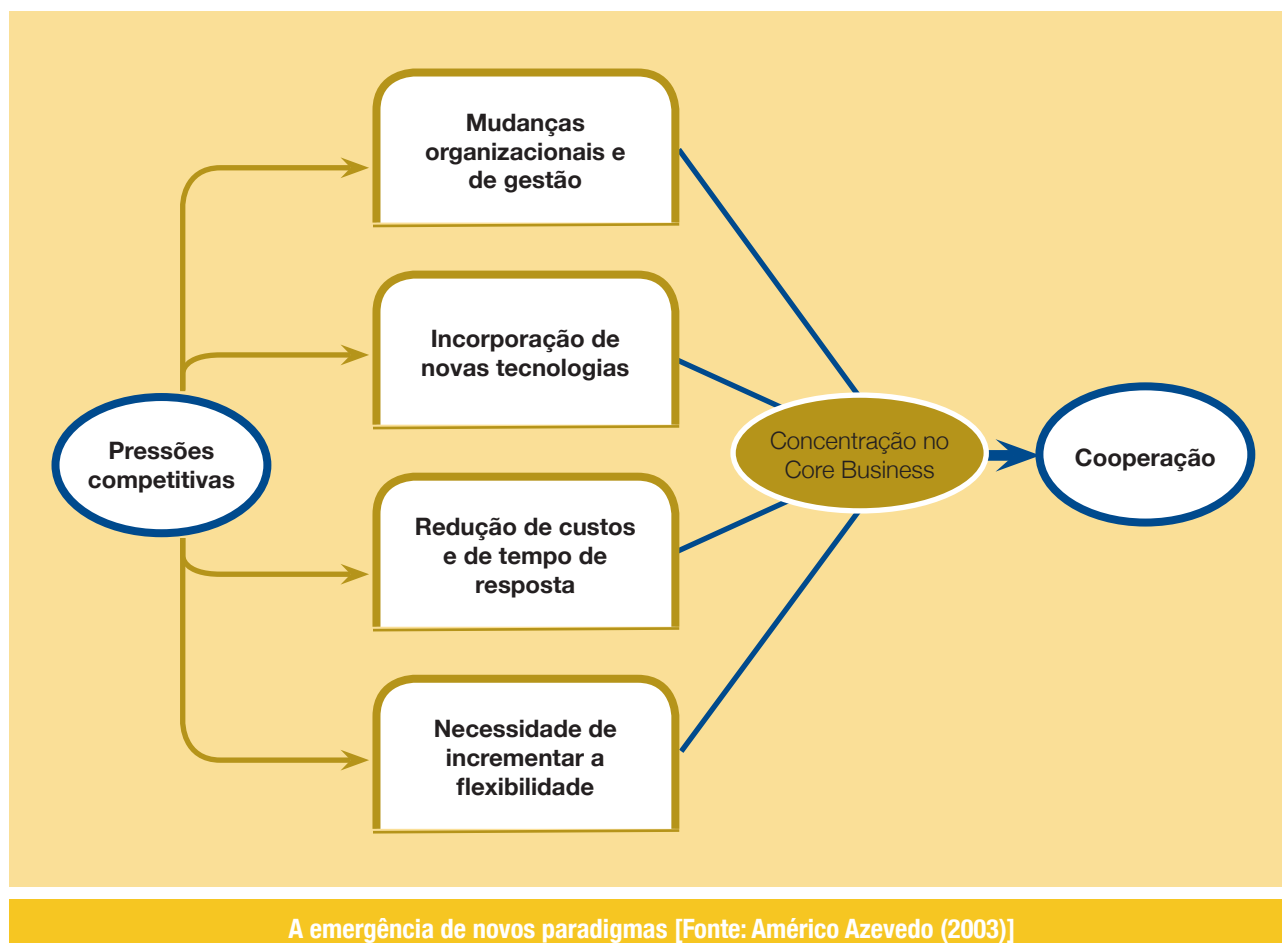 Mudanças
organizacionais e
de gestão
Incorporação de
novas tecnologias
Pressões
competitivas
Concentração no
Core Business
Cooperação
Redução de custos
e de tempo de
resposta
Necessidade de
incrementar a
flexibilidade
A emergência de novos paradigmas [Fonte: Américo Azevedo (2003)]